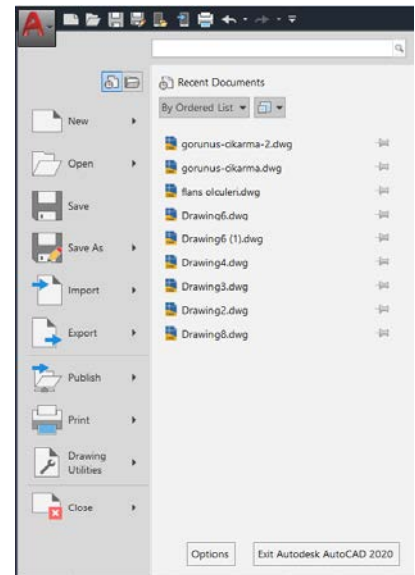 A
Recent Documents
By Ordered List
New
Open
Save
Save As
Import
Export
Publish
Print
Drawing
Utilities
Close
gorunus-cikarma-2.dwg
gorunus-cikarma.dwg
flans olculeri.dwg
Drawing6.dwg
Drawing6 (1).dwg
Drawing4.dwg
Drawing3.dwg
Drawing2.dwg
Drawing8.dwg
Options
Exit Autodesk AutoCAD 2020